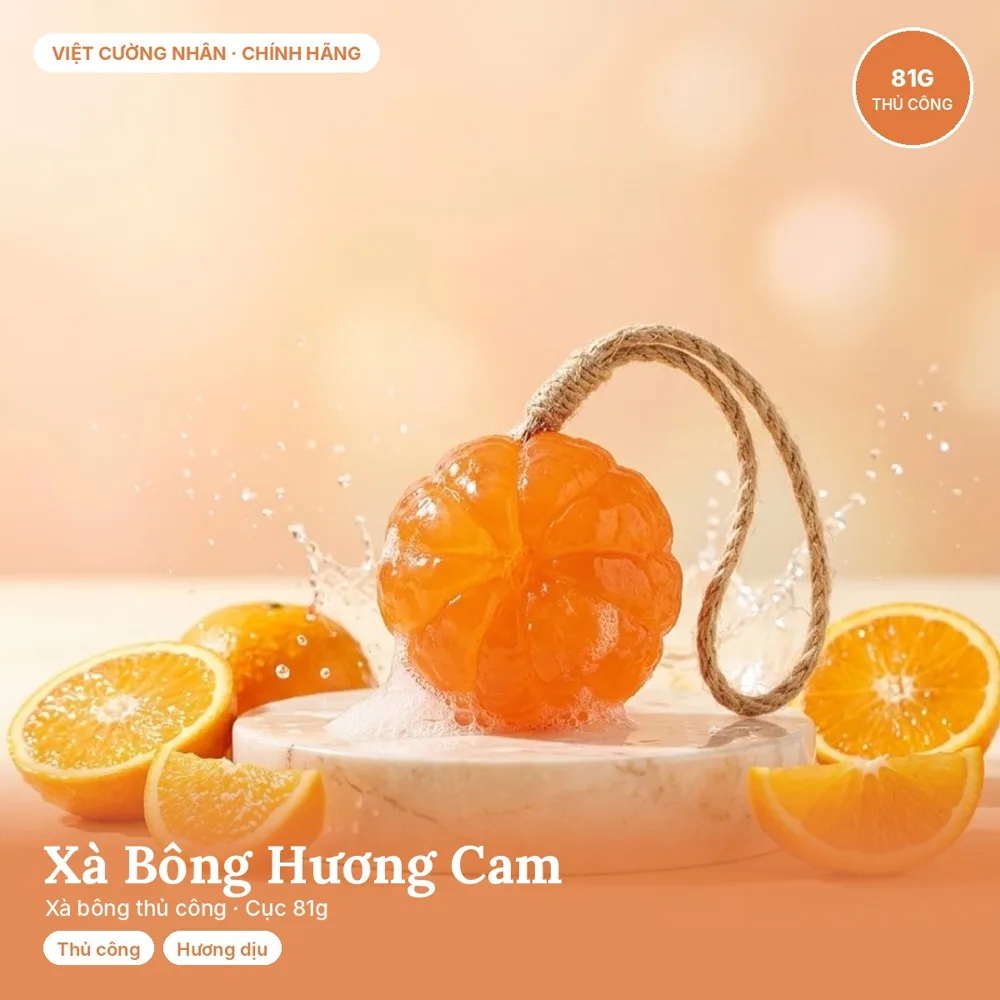 VIỆT CƯỜNG NHÂN · CHÍNH HÃNG
81G
THỦ CÔNG
Xà Bông Hương Cam
Xà bông thủ công · Cục 81g
Thủ công
Hương dịu